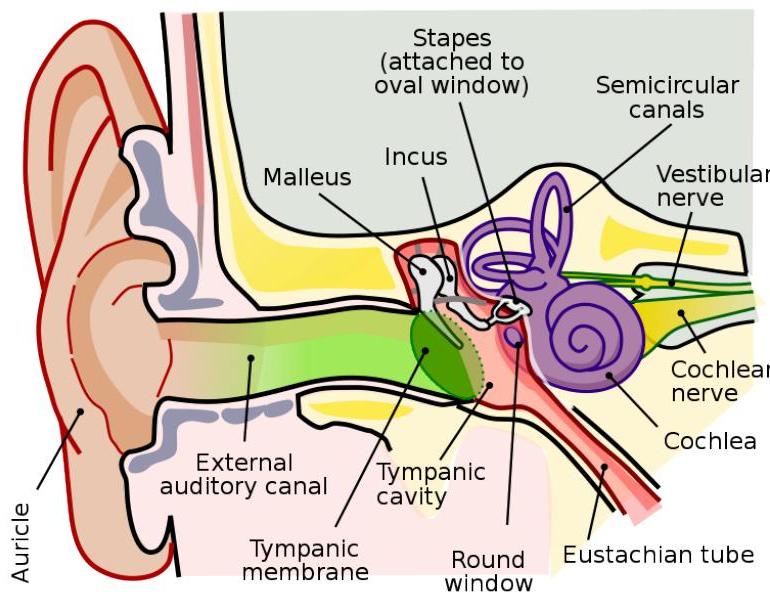 Stapes
(attached to
oval window)
Semicircular
canals
Incus
Malleus
Vestibular
nerve
Cochlear
nerve
Cochlea
External
auditory canal
Tympanic
cavity
Auricle
Tympanic
membrane
Round
window
Eustachian tube